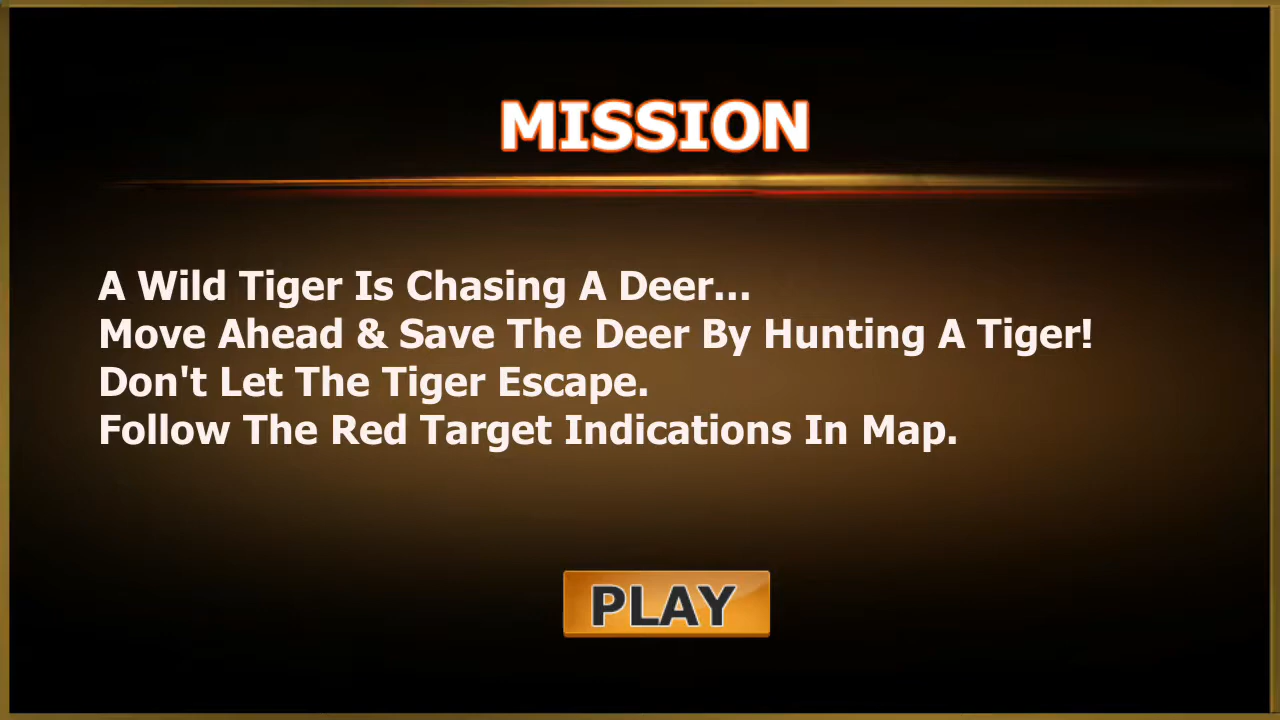 MISSION
A Wild Tiger Is Chasing A Deer...
Move Ahead & Save The Deer By Hunting A Tiger!
Don't Let The Tiger Escape.
Follow The Red Target Indications In Map.
PLAY